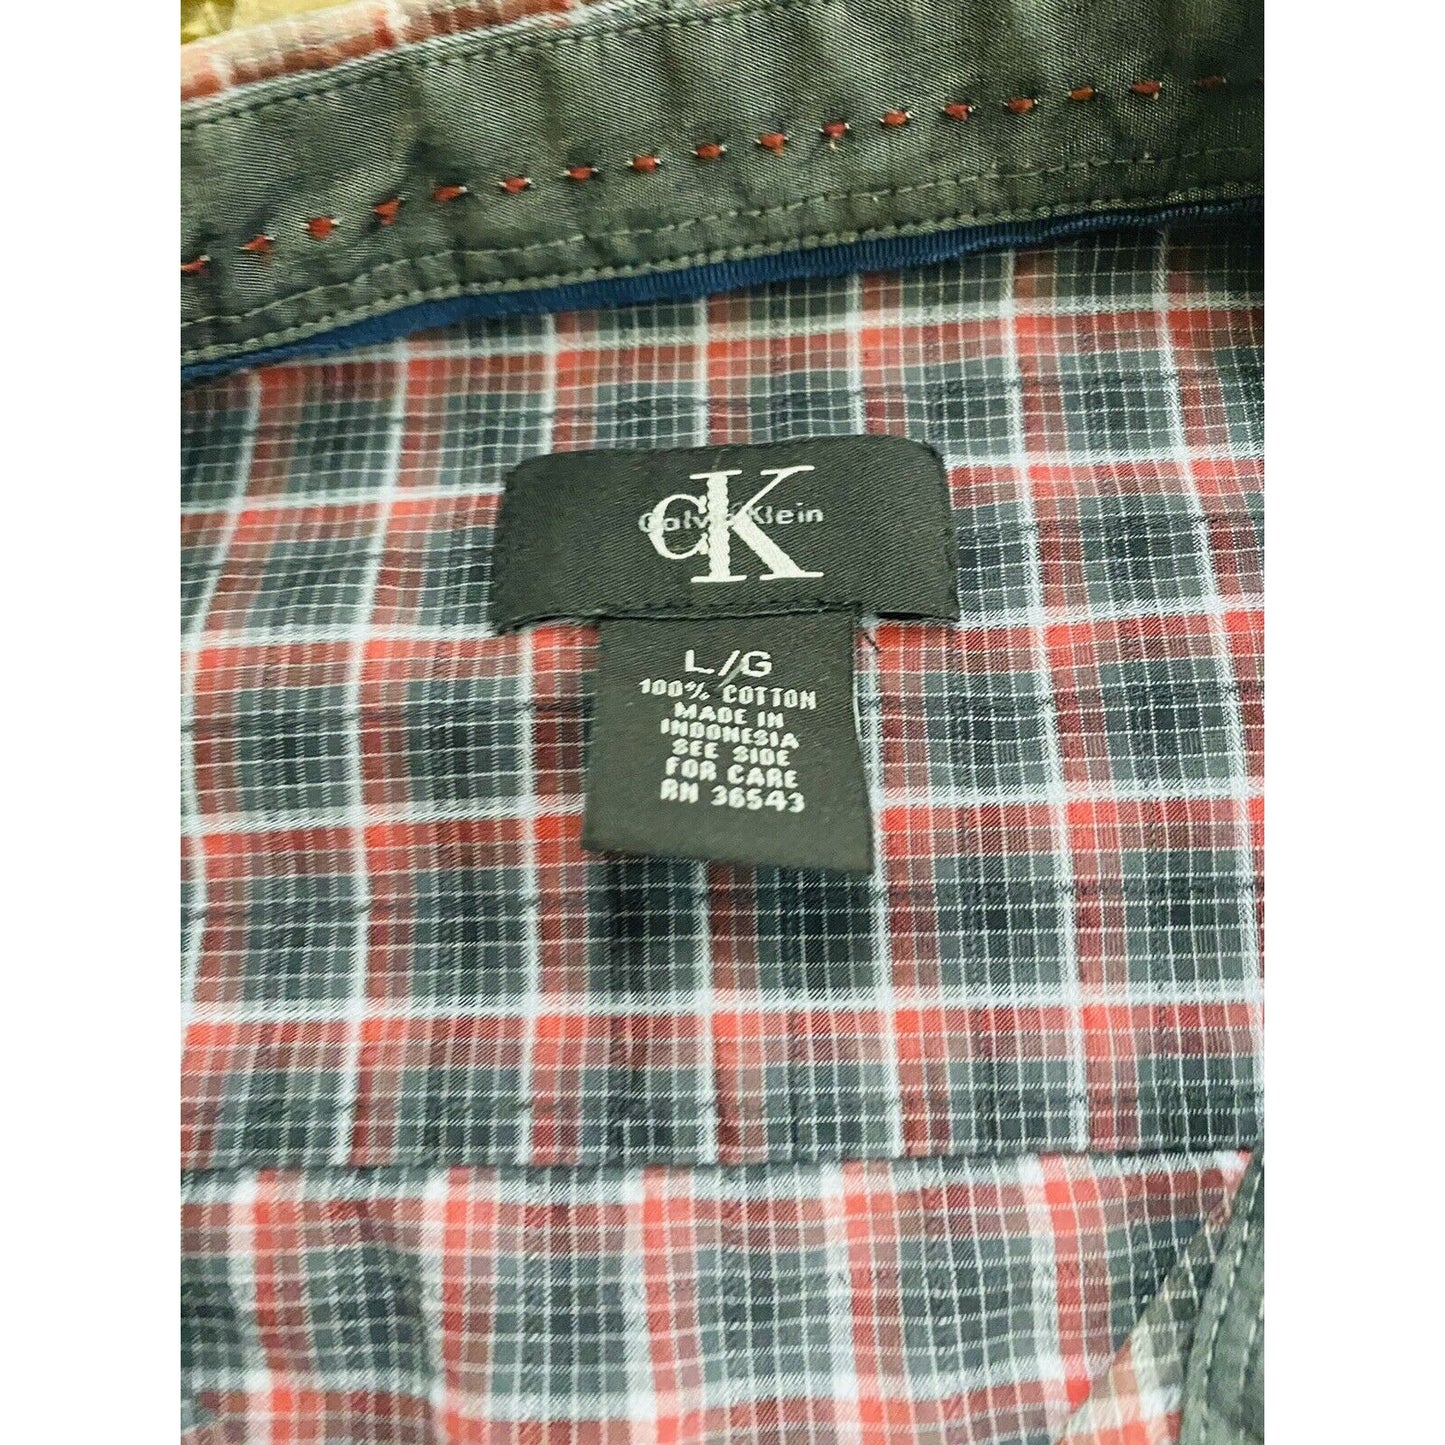 cK
Calvin Klein
L/G
100% COTTON
MADE IN
INDONESIA
SEE SIDE
FOR CARE
RN 36543